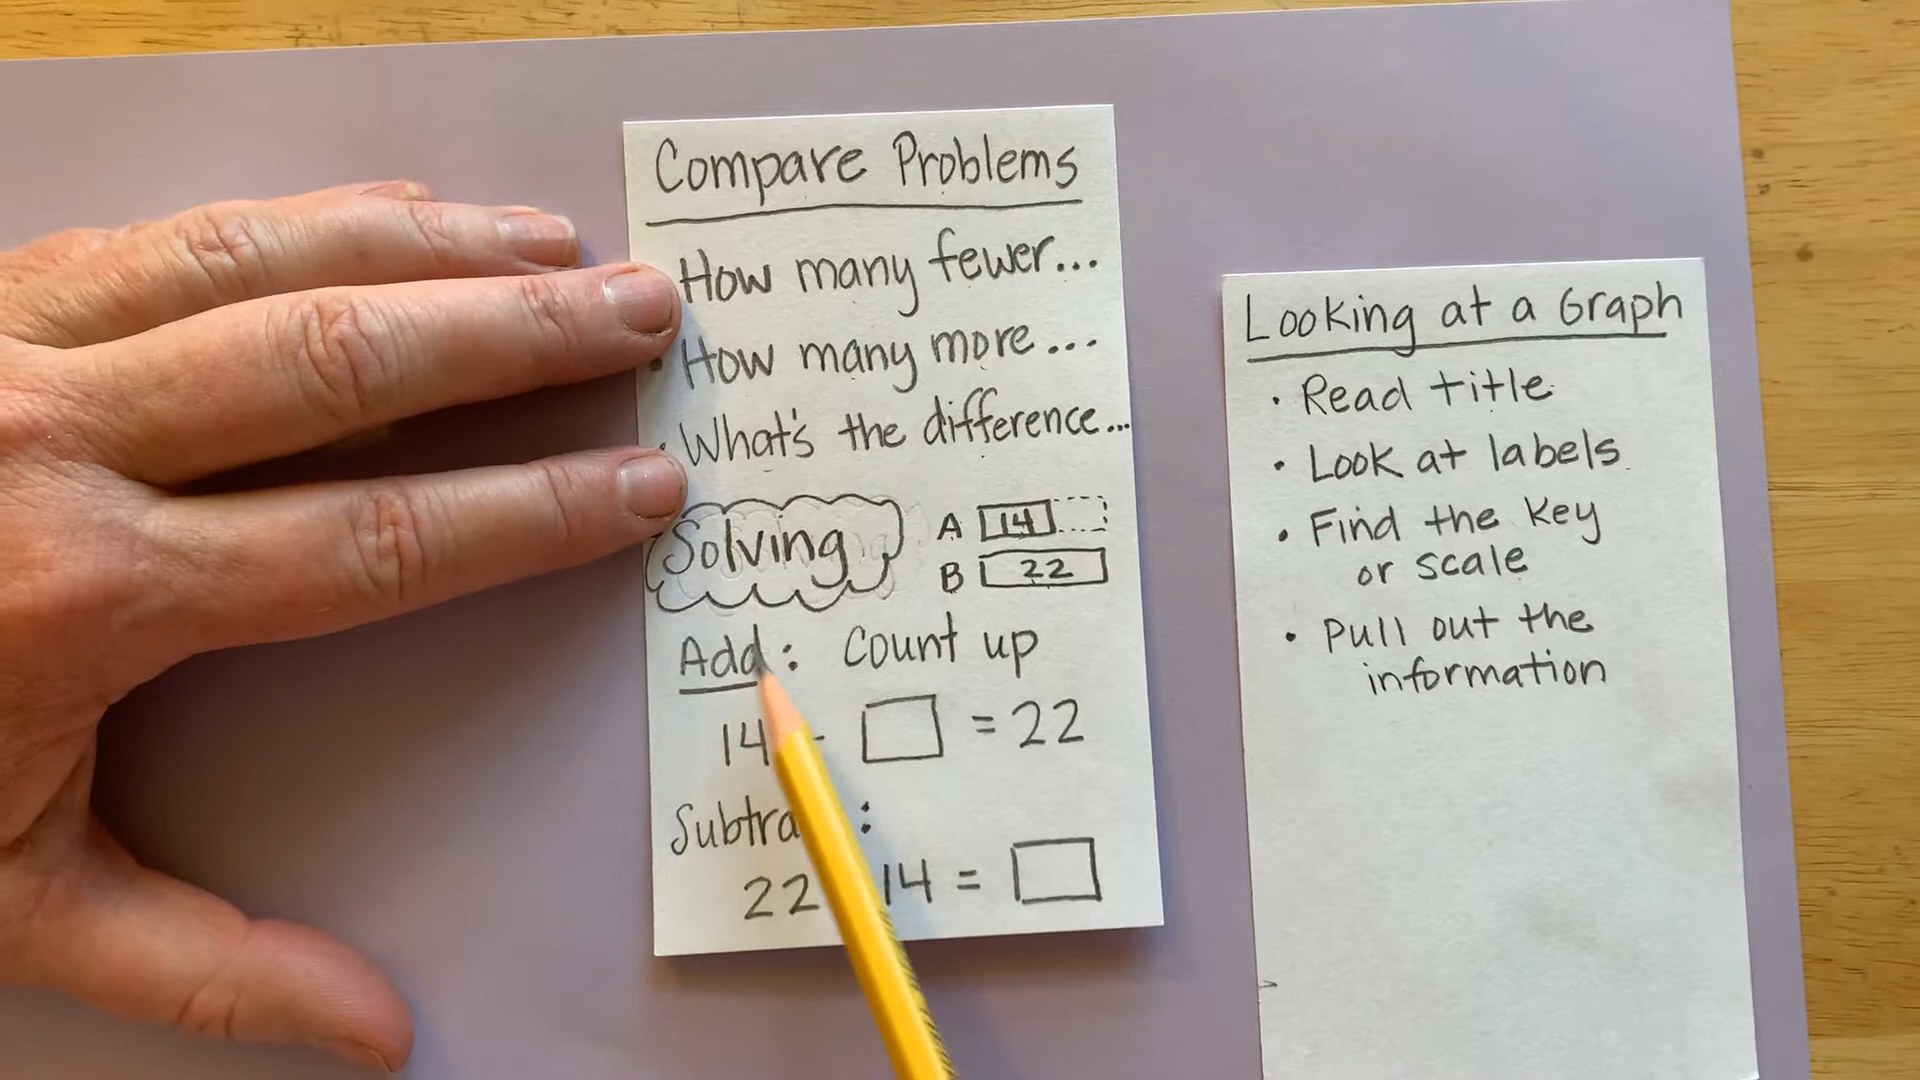 Compare Problems
How many fewer...
• How many more...
• What's the difference...
Solving
A 14
B 22
Add: Count up
14 = 22
:
22 14 =
Looking at a Graph
• Read title
• Look at labels
• Find the key
or scale
• Pull out the
information